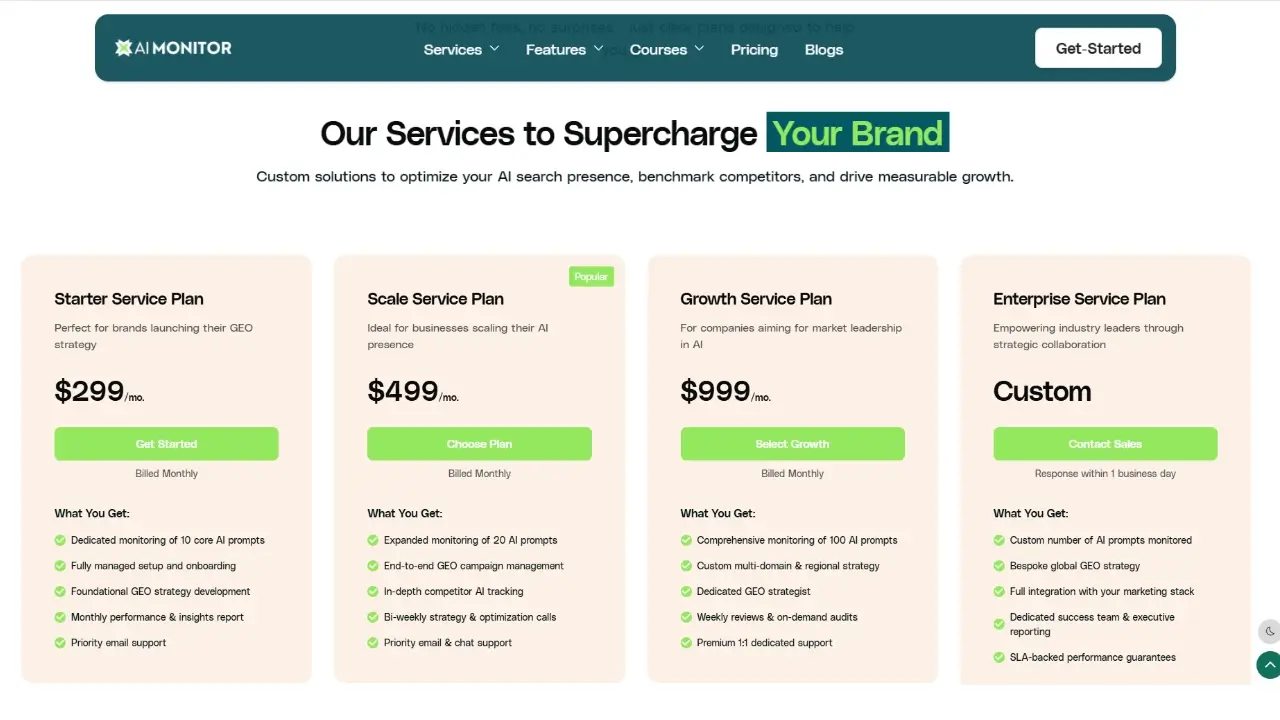 No hidden fees, no surprises - just clear plans designed to help
AI MONITOR
Services
Features
Courses
Pricing
Blogs
Get-Started
Our Services to Supercharge Your Brand
Custom solutions to optimize your AI search presence, benchmark competitors, and drive measurable growth.
Starter Service Plan
Perfect for brands launching their GEO
strategy
$299/mo.
Get Started
Billed Monthly
What You Get:
Dedicated monitoring of 10 core AI prompts
Fully managed setup and onboarding
Foundational GEO strategy development
Monthly performance & insights report
Priority email support
Popular
Scale Service Plan
Ideal for businesses scaling their AI
presence
$499/mo.
Choose Plan
Billed Monthly
What You Get:
Expanded monitoring of 20 AI prompts
End-to-end GEO campaign management
In-depth competitor AI tracking
Bi-weekly strategy & optimization calls
Priority email & chat support
Growth Service Plan
For companies aiming for market leadership
in AI
$999/mo.
Select Growth
Billed Monthly
What You Get:
Comprehensive monitoring of 100 AI prompts
Custom multi-domain & regional strategy
Dedicated GEO strategist
Weekly reviews & on-demand audits
Premium 1:1 dedicated support
Enterprise Service Plan
Empowering industry leaders through
strategic collaboration
Custom
Contact Sales
Response within 1 business day
What You Get:
Custom number of AI prompts monitored
Bespoke global GEO strategy
Full integration with your marketing stack
Dedicated success team & executive
reporting
SLA-backed performance guarantees